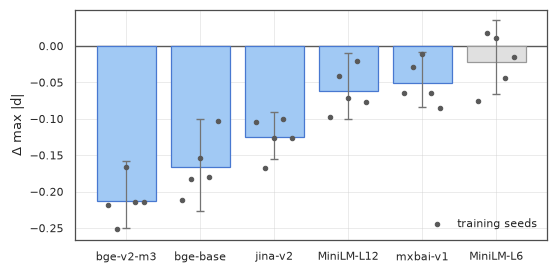 Δ max |d|
0.00
−0.05
−0.10
−0.15
−0.20
−0.25
training seeds
bge-v2-m3 bge-base jina-v2 MiniLM-L12 mxbai-v1 MiniLM-L6